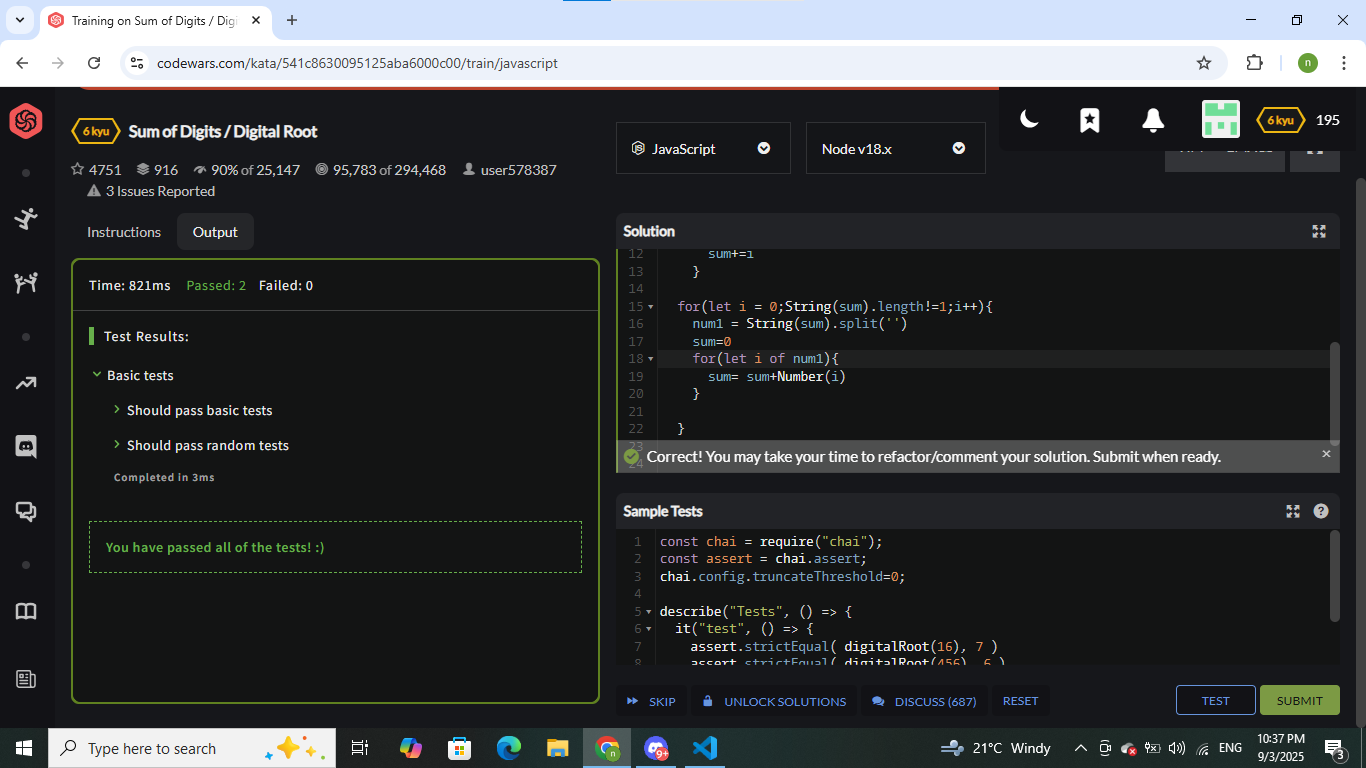 Training on Sum of Digits / Digi
codewars.com/kata/541c8630095125aba6000c00/train/javascript
n
6 kyu
Sum of Digits / Digital Root
6 kyu
195
4751
916
90% of 25,147
95,783 of 294,468
user578387
3 Issues Reported
JavaScript
Node v18.x
Instructions
Output
Time: 821ms
Passed: 2
Failed: 0
Test Results:
Basic tests
Should pass basic tests
Should pass random tests
Completed in 3ms
You have passed all of the tests! :)
Solution
12 sum+=i
13 }
14
15 for(let i = 0;String(sum).length!=1;i++){
16 num1 = String(sum).split('')
17 sum=0
18 for(let i of num1){
19 sum= sum+Number(i)
20 }
21
22 }
23
24
Correct! You may take your time to refactor/comment your solution. Submit when ready.
Sample Tests
?
1 const chai = require("chai");
2 const assert = chai.assert;
3 chai.config.truncateThreshold=0;
4
5 describe("Tests", () => {
6 it("test", () => {
7 assert.strictEqual( digitalRoot(16), 7 )
8 assert.strictEqual( digitalRoot(456), 6 )
SKIP
UNLOCK SOLUTIONS
DISCUSS (687)
RESET
TEST
SUBMIT
Type here to search
n
9+
21°C Windy
ENG
10:37 PM
9/3/2025
3